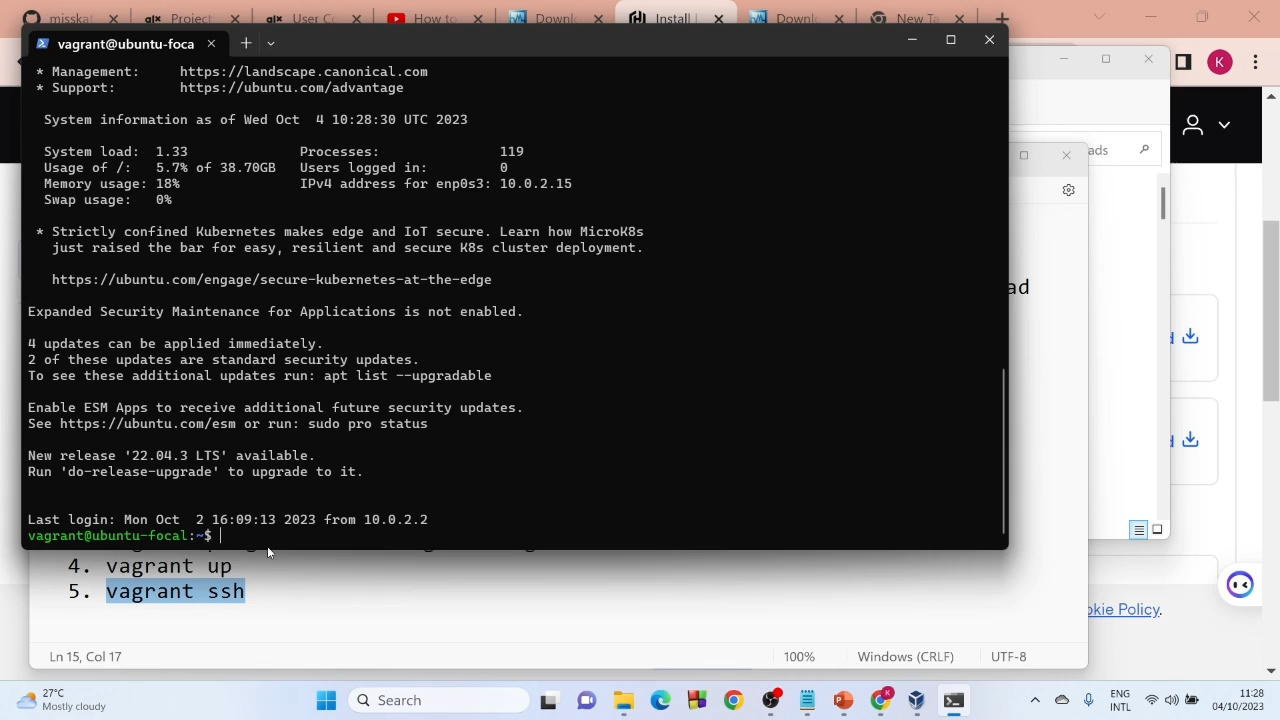 misskat
Project
User C
How to
Downl
Install
Downl
New Ta
vagrant@ubuntu-foca
* Management:     https://landscape.canonical.com
* Support:        https://ubuntu.com/advantage
System information as of Wed Oct  4 10:28:30 UTC 2023
System load:  1.33               Processes:               119
Usage of /:   5.7% of 38.70GB   Users logged in:         0
Memory usage: 18%                IPv4 address for enp0s3: 10.0.2.15
Swap usage:   0%
* Strictly confined Kubernetes makes edge and IoT secure. Learn how MicroK8s
just raised the bar for easy, resilient and secure K8s cluster deployment.
https://ubuntu.com/engage/secure-kubernetes-at-the-edge
Expanded Security Maintenance for Applications is not enabled.
4 updates can be applied immediately.
2 of these updates are standard security updates.
To see these additional updates run: apt list --upgradable
Enable ESM Apps to receive additional future security updates.
See https://ubuntu.com/esm or run: sudo pro status
New release '22.04.3 LTS' available.
Run 'do-release-upgrade' to upgrade to it.
Last login: Mon Oct  2 16:09:13 2023 from 10.0.2.2
vagrant@ubuntu-focal:~$
K
ads
ad
4. vagrant up
5. vagrant ssh
kie Policy.
Ln 15, Col 17
100%
Windows (CRLF)
UTF-8
27°C
Mostly cloudy
Search
ENG
INTL
11:28
04/10/2023